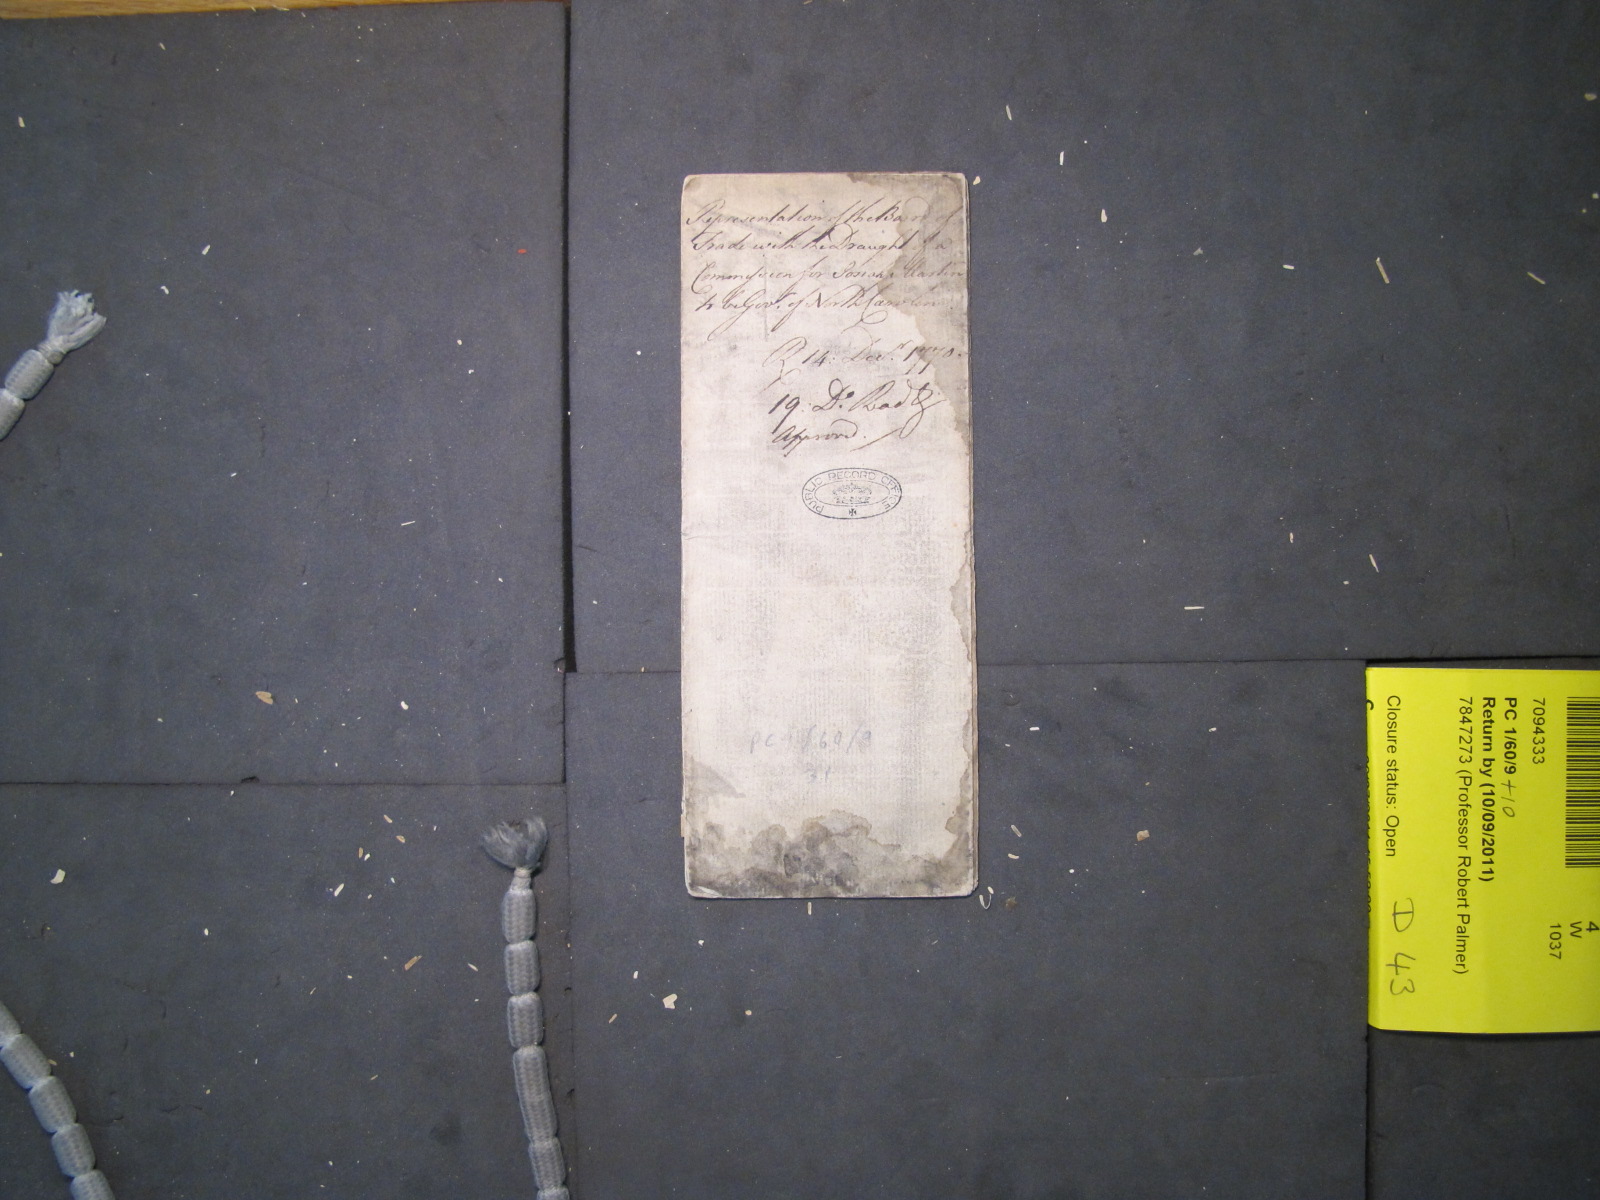 Representation of the Board of
Trade with the Draught of a
Commission for Josiah Martin
to be Govr. of North Carolina
R 14: Decr. 1770.
19: Do. Read &
Approved.
PUBLIC RECORD OFFICE
PC 1/60/9
7094333
PC 1/60/9 +10
Return by (10/09/2011)
7847273 (Professor Robert Palmer)
Closure status: Open
4
W
1037
D 43